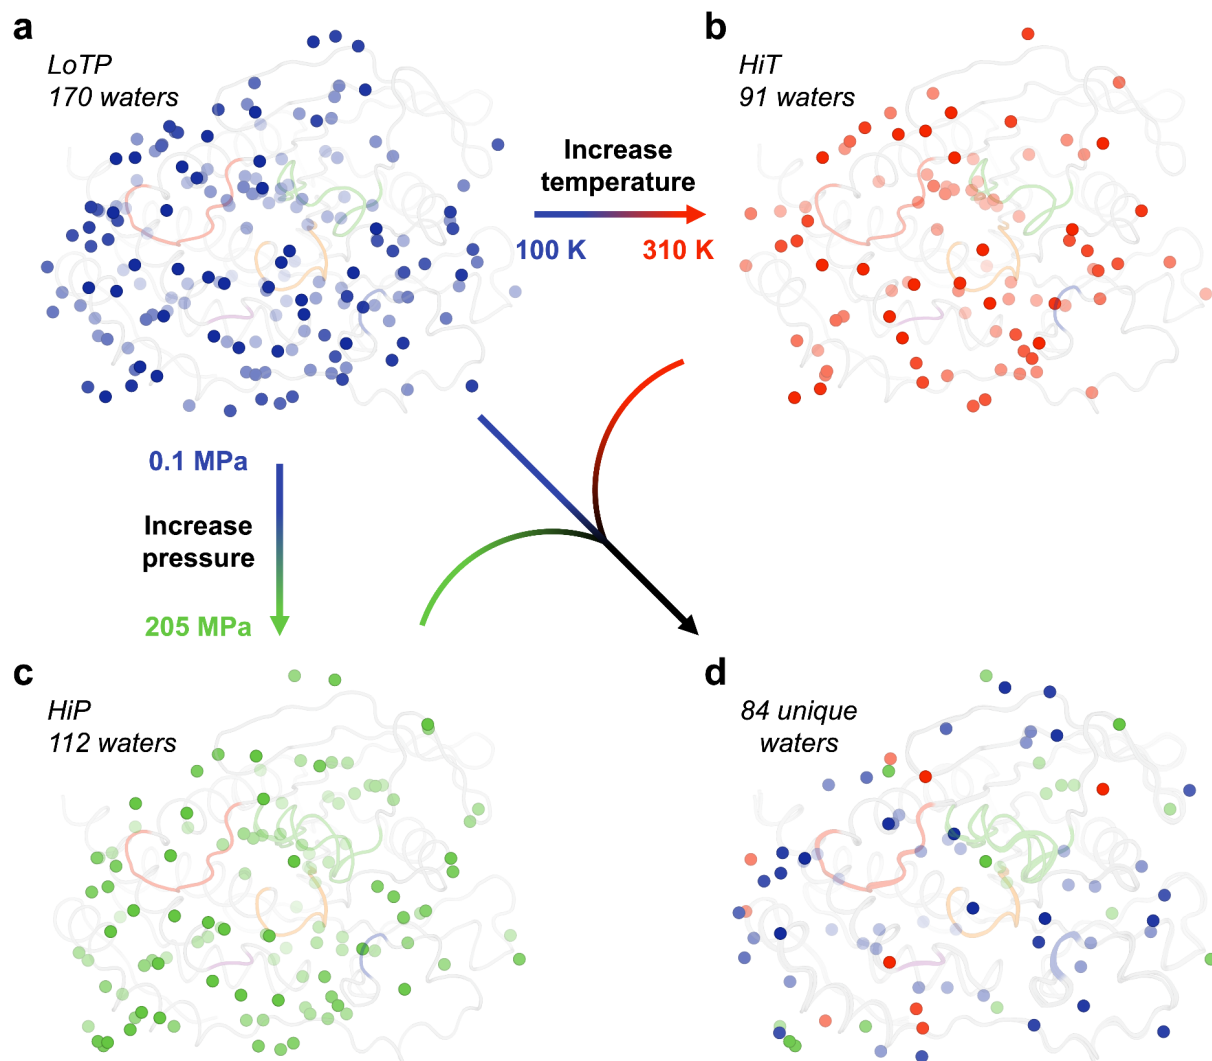 a
LoTP
170 waters
b
HiT
91 waters
Increase
temperature
100 K
310 K
0.1 MPa
Increase
pressure
205 MPa
c
HiP
112 waters
d
84 unique
waters